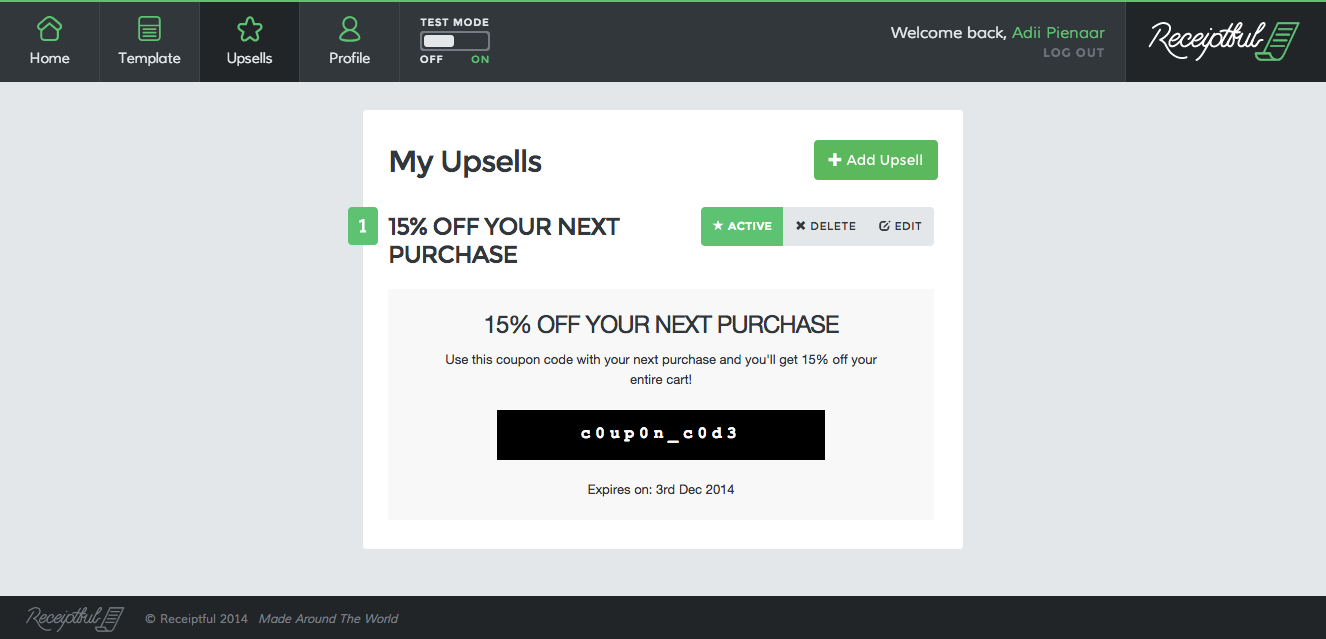 Home
Template
Upsells
Profile
TEST MODE
OFF ON
Welcome back, Adii Pienaar
LOG OUT
Receiptful
My Upsells
Add Upsell
1
15% OFF YOUR NEXT
PURCHASE
ACTIVE
DELETE
EDIT
15% OFF YOUR NEXT PURCHASE
Use this coupon code with your next purchase and you'll get 15% off your
entire cart!
c0up0n_c0d3
Expires on: 3rd Dec 2014
Receiptful
© Receiptful 2014 Made Around The World